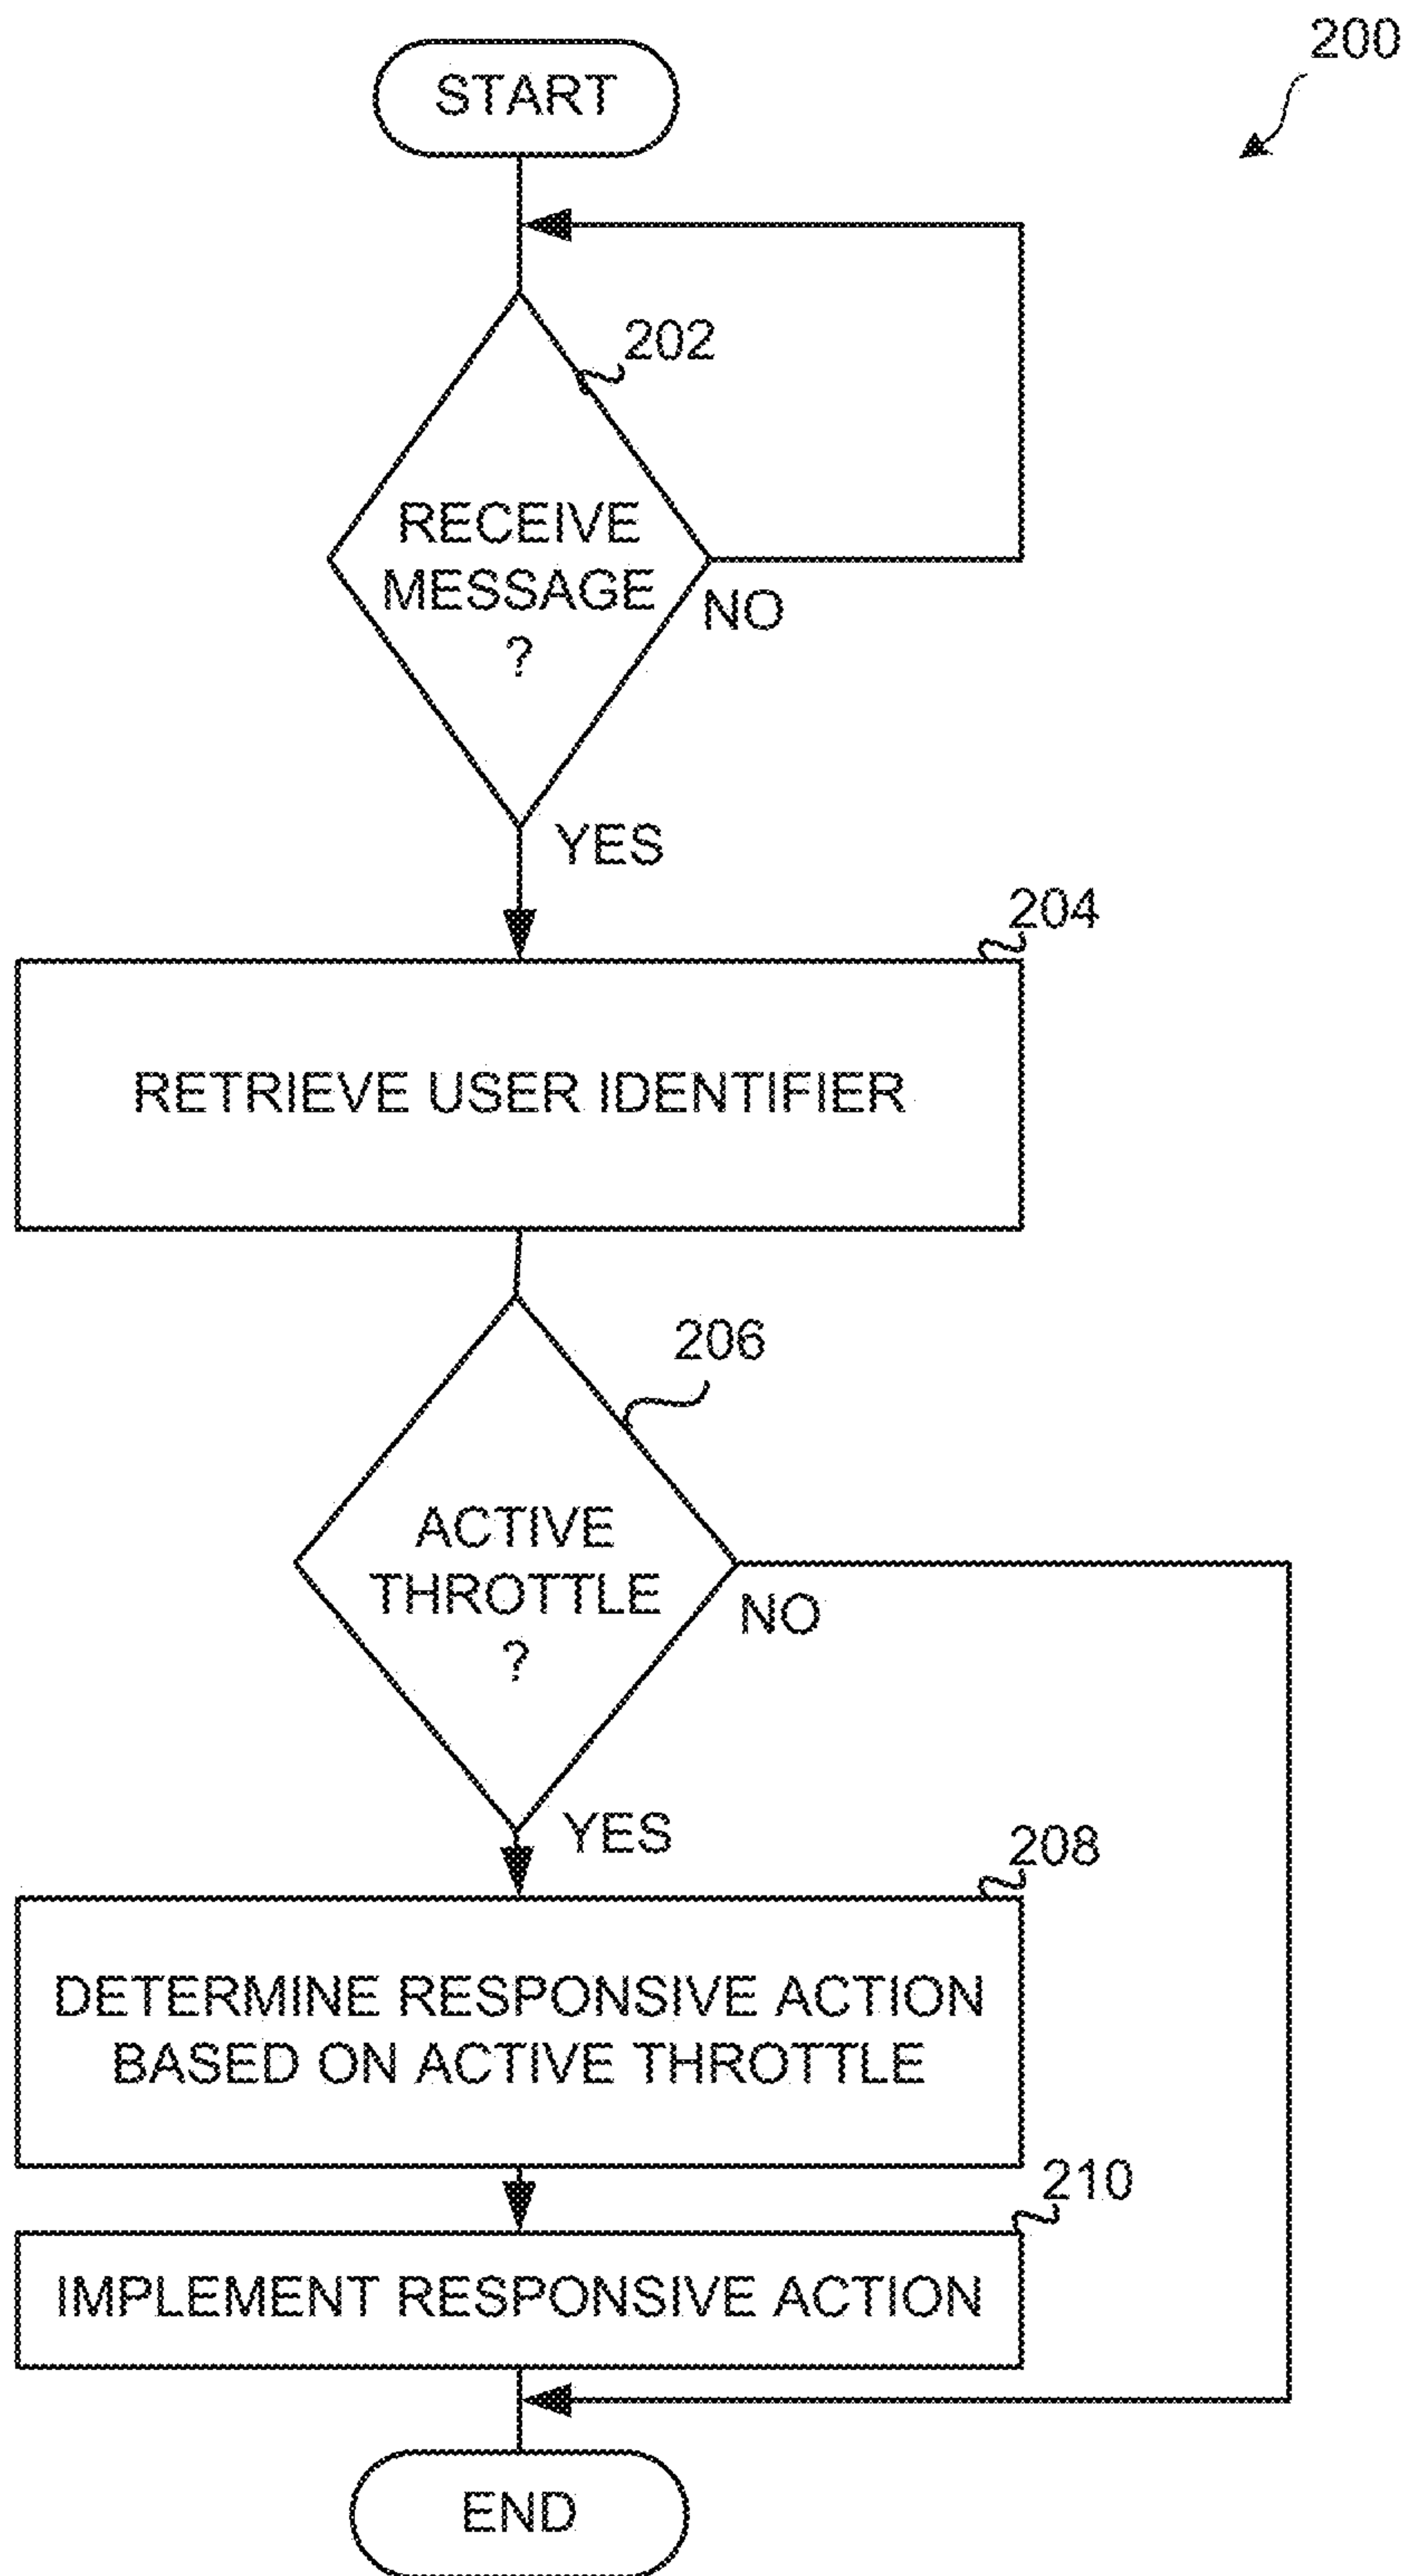 200
START
202
RECEIVE
MESSAGE
?
NO
YES
204
RETRIEVE USER IDENTIFIER
206
ACTIVE
THROTTLE
?
NO
YES
208
DETERMINE RESPONSIVE ACTION
BASED ON ACTIVE THROTTLE
210
IMPLEMENT RESPONSIVE ACTION
END